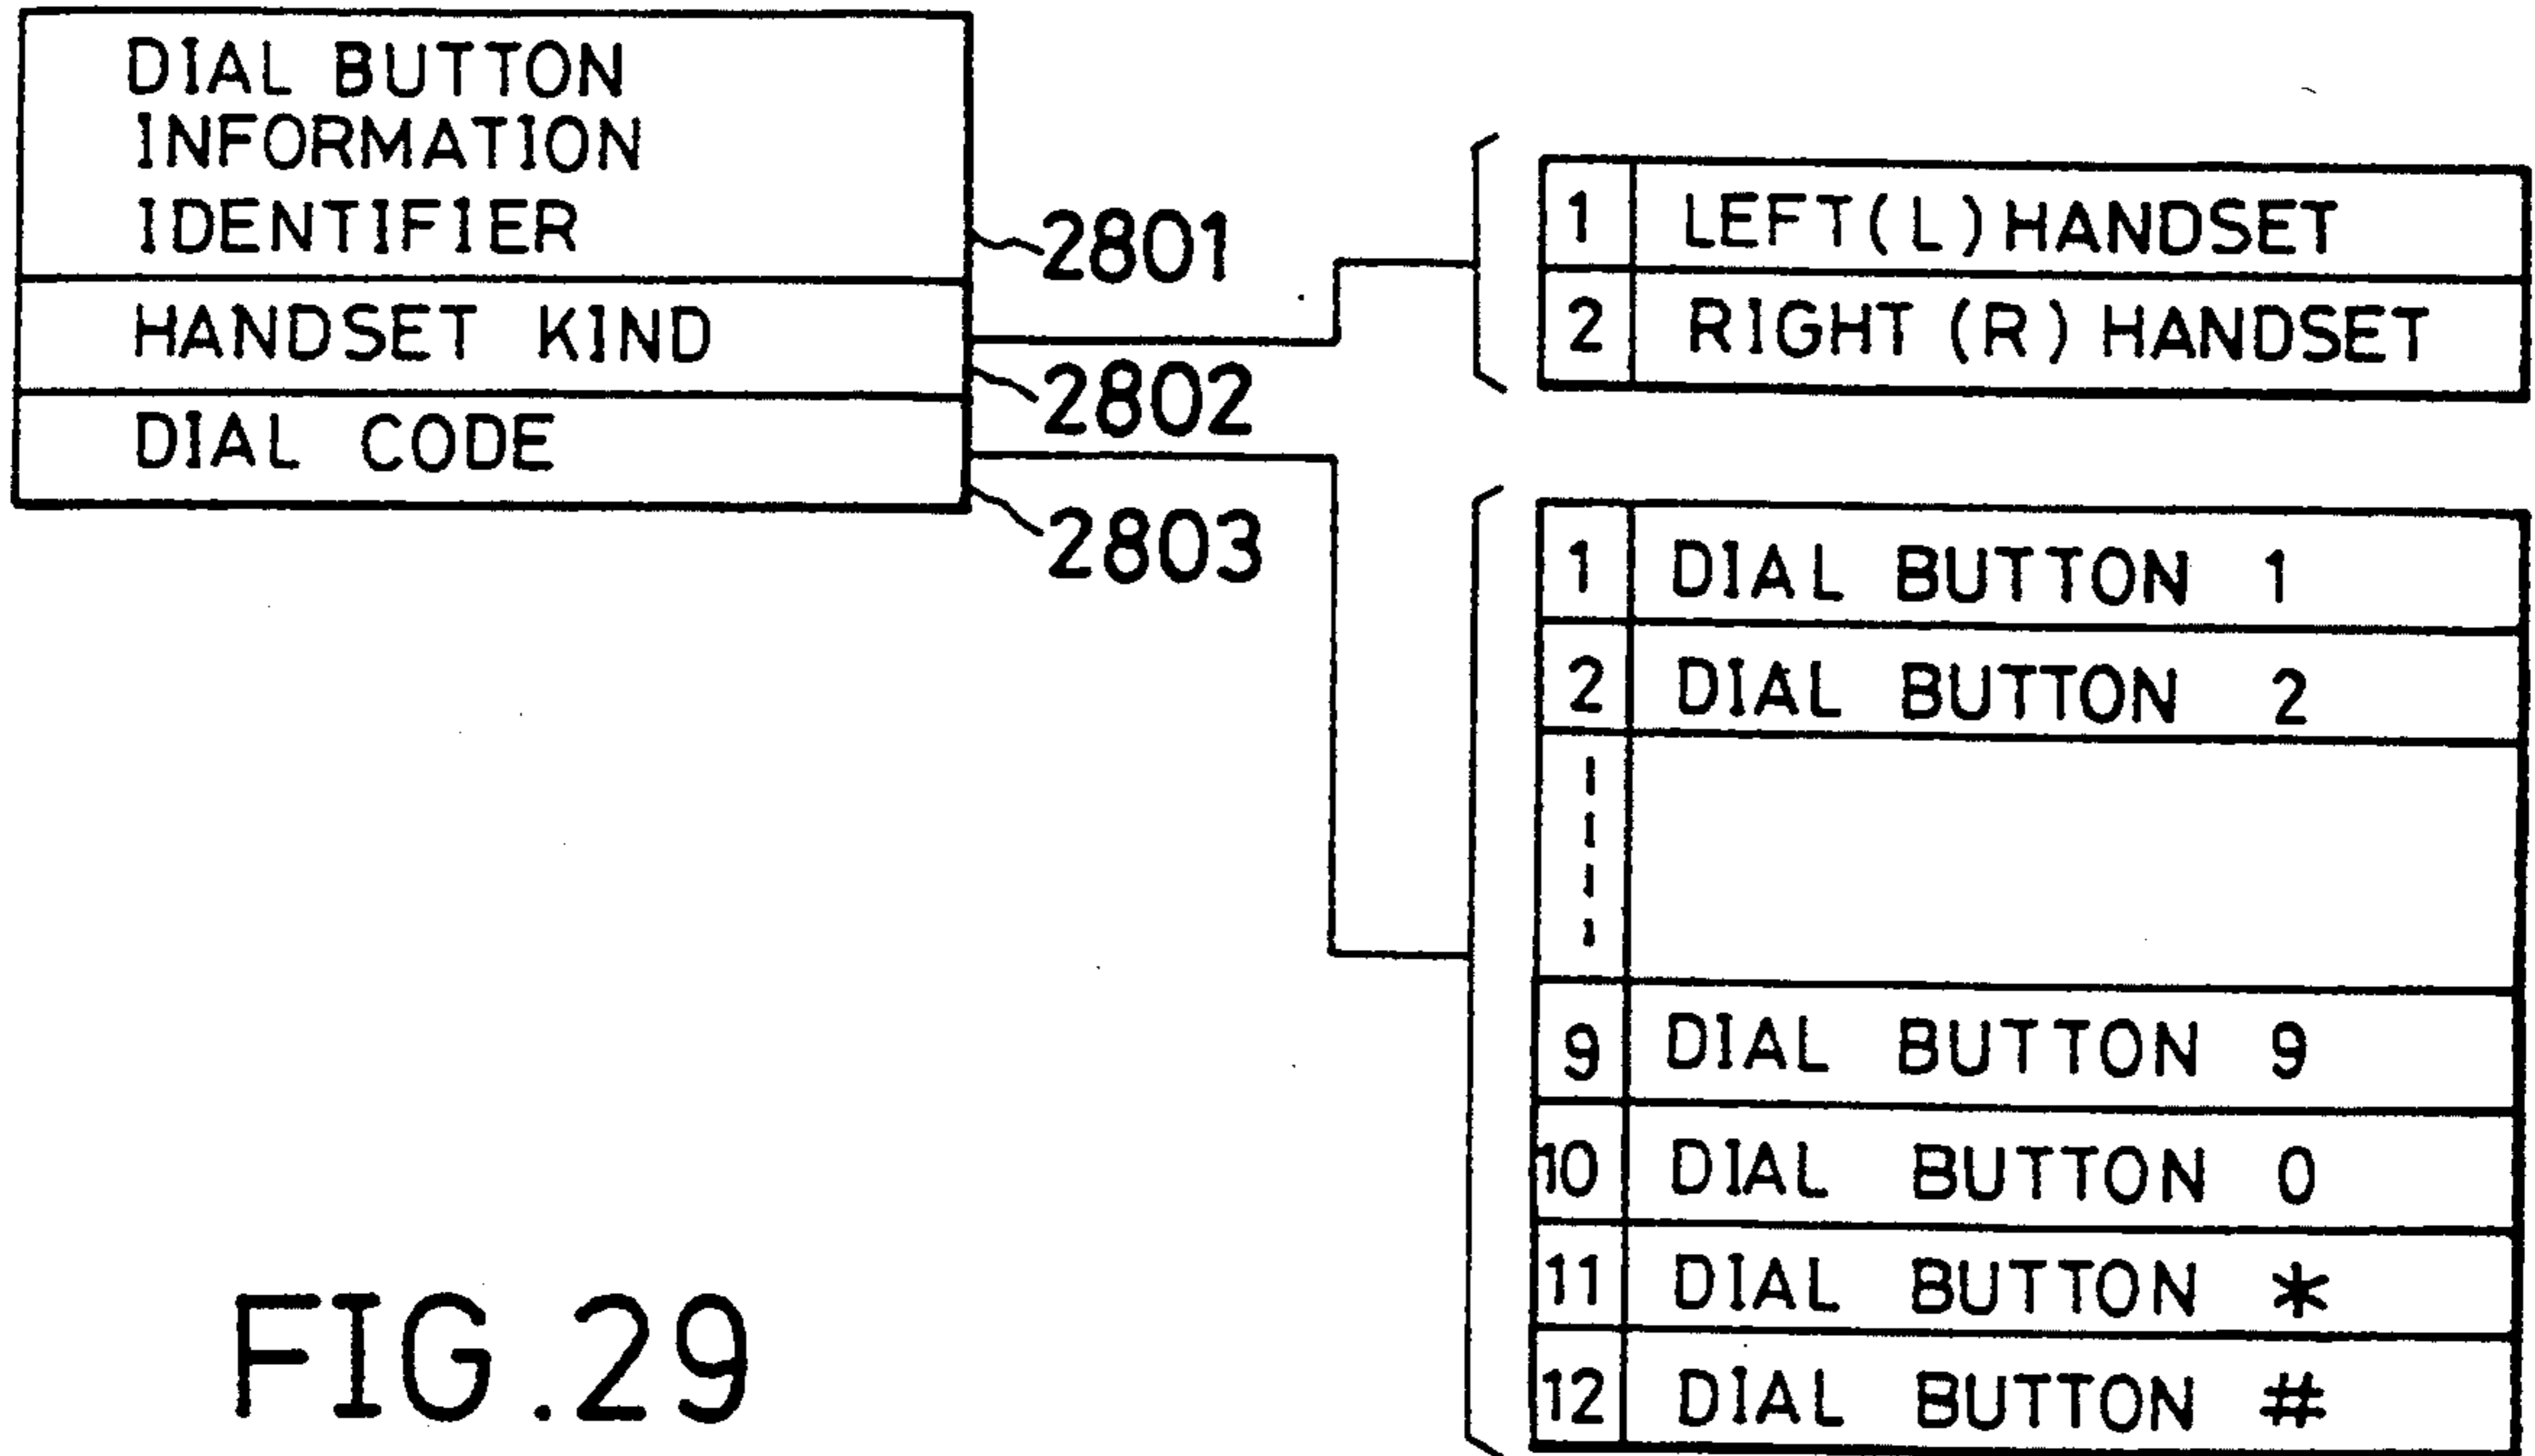 DIAL BUTTON
INFORMATION
IDENTIFIER
2801
HANDSET KIND
2802
DIAL CODE
2803
1 LEFT(L) HANDSET
2 RIGHT (R) HANDSET
1 DIAL BUTTON 1
2 DIAL BUTTON 2
9 DIAL BUTTON 9
10 DIAL BUTTON 0
11 DIAL BUTTON *
12 DIAL BUTTON #
FIG.29